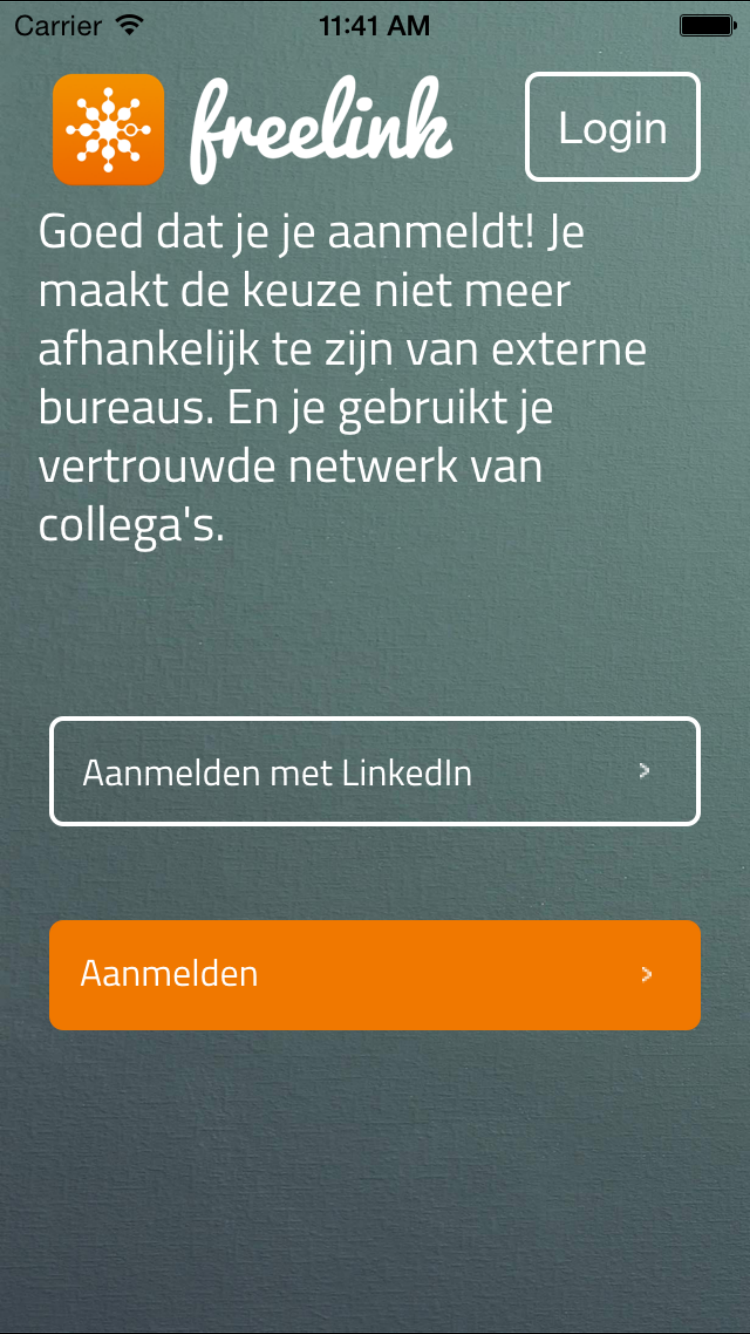 Carrier 11:41 AM
freelink Login
Goed dat je je aanmeldt! Je
maakt de keuze niet meer
afhankelijk te zijn van externe
bureaus. En je gebruikt je
vertrouwde netwerk van
collega's.
Aanmelden met LinkedIn >
Aanmelden >